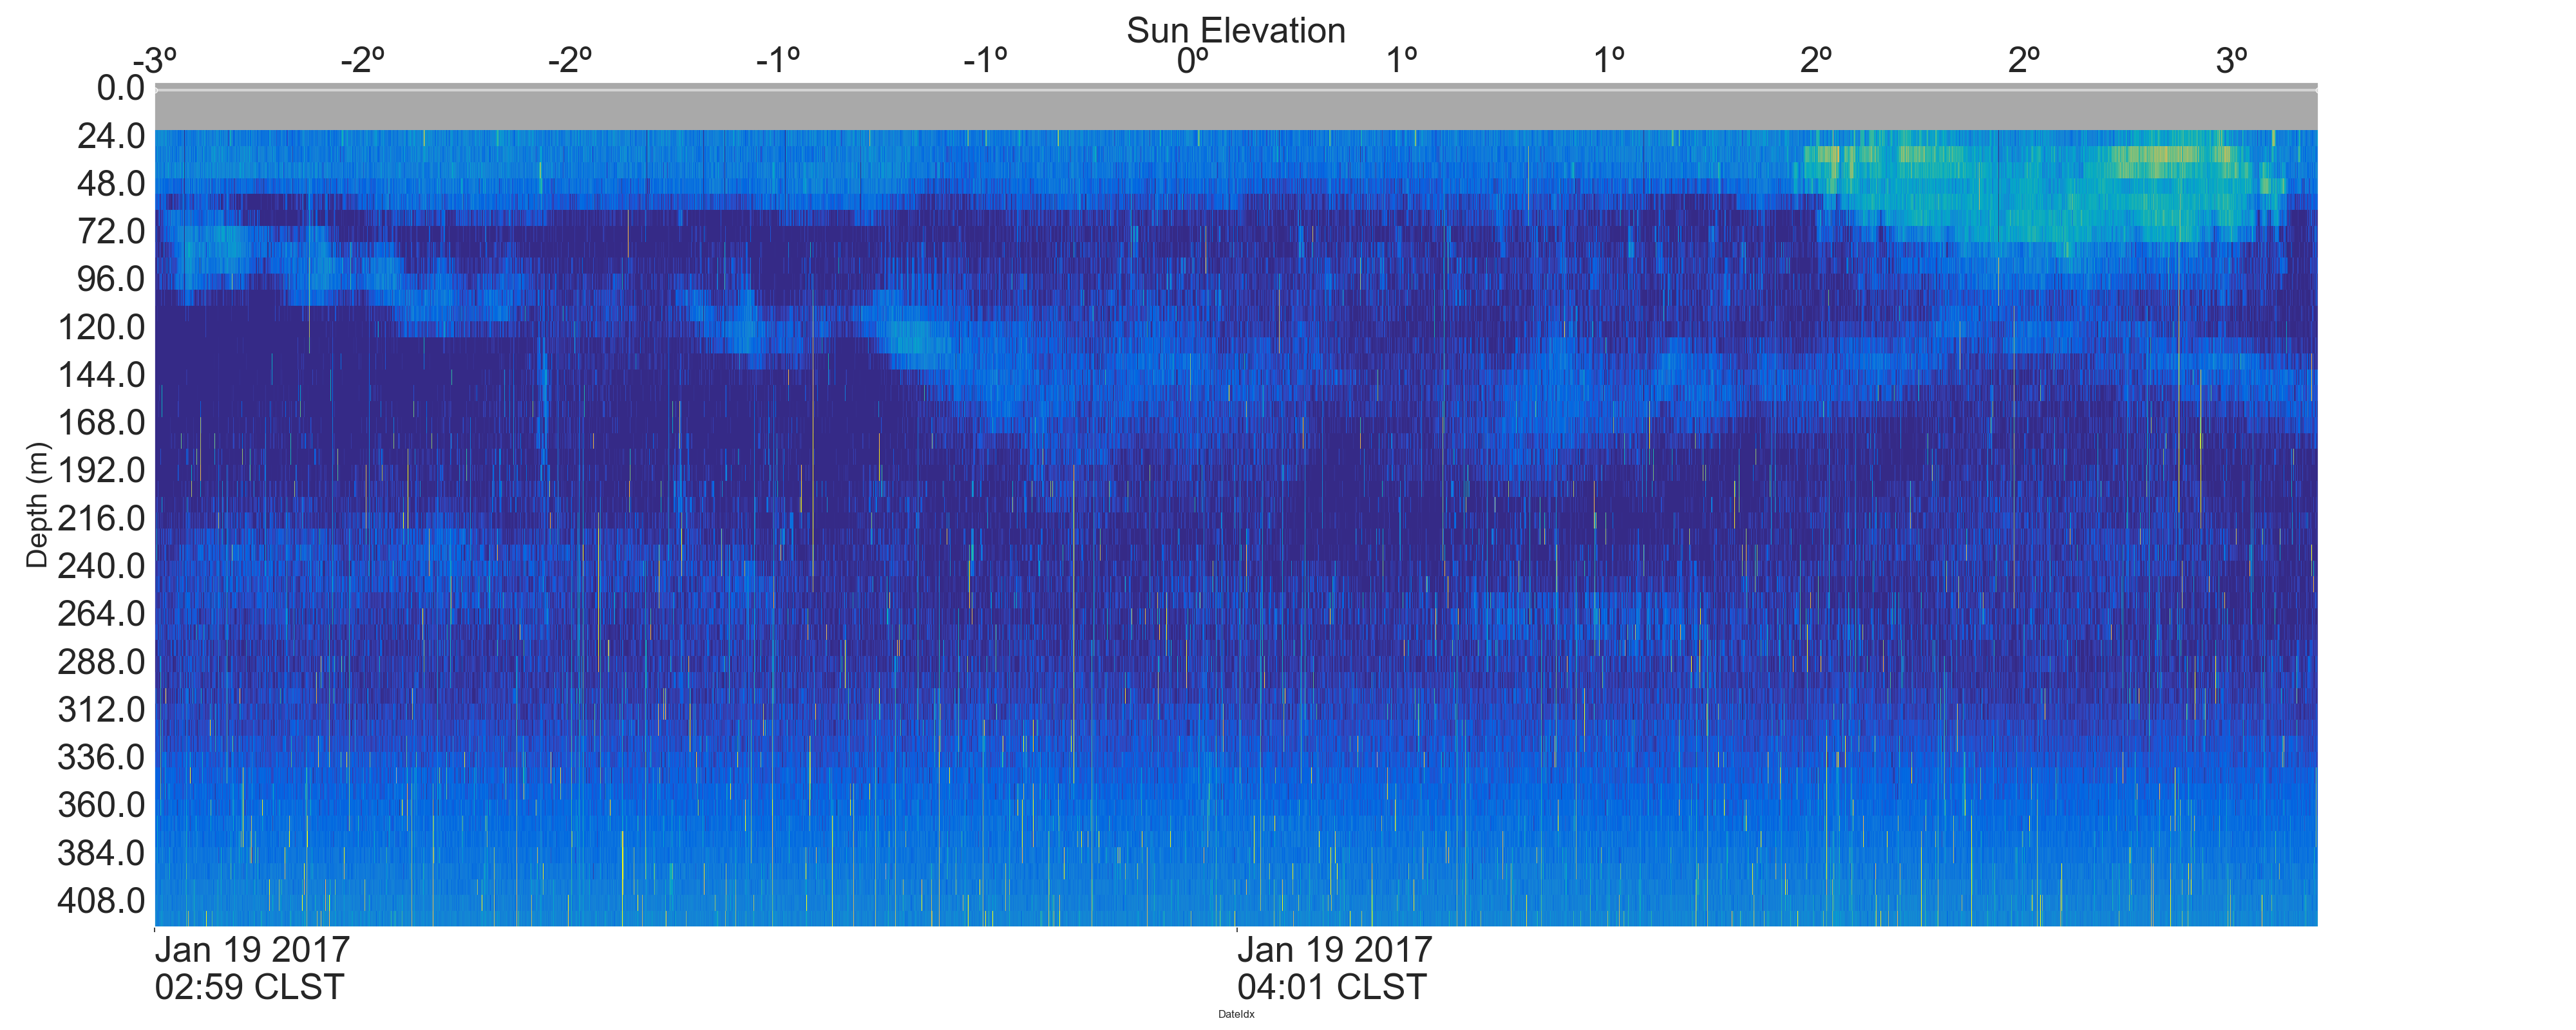 Sun Elevation
-3º -2º -2º -1º -1º 0º 1º 1º 2º 2º 3º
0.0
24.0
48.0
72.0
96.0
120.0
144.0
168.0
192.0
216.0
240.0
264.0
288.0
312.0
336.0
360.0
384.0
408.0
Depth (m)
Jan 19 2017
02:59 CLST
Jan 19 2017
04:01 CLST
DateIdx